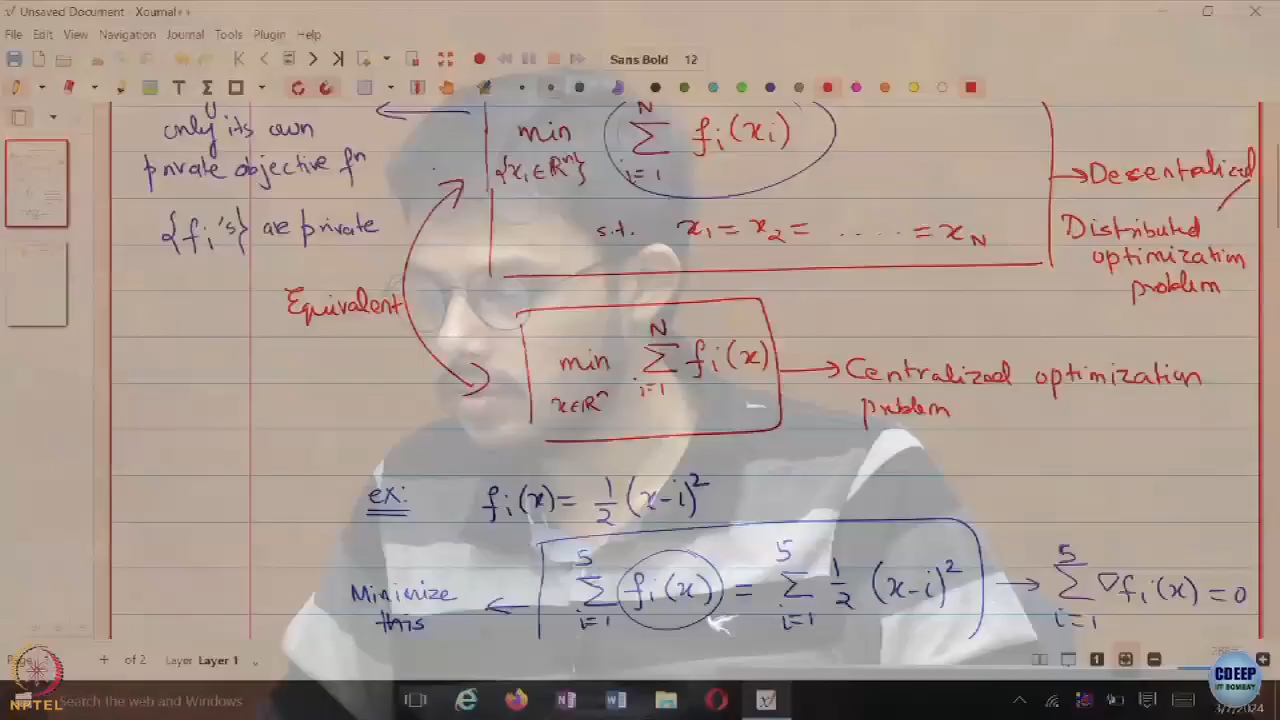 Unsaved Document - Xournal++
File Edit View Navigation Journal Tools Plugin Help
Sans Bold 12
only its own
private objective fn
{fi's} are private
min {xi ∈ Rⁿ} N Σ i=1 fi(xi)
s.t. x1 = x2 = ..... = xN
→ Decentralized /
Distributed
optimization
problem
Equivalent
min x∈Rⁿ N Σ i=1 fi(x)
→ Centralized optimization
problem
ex: fi(x) = 1/2 (x-i)²
Minimize
this
← 5 Σ i=1 fi(x) = 5 Σ i=1 1/2 (x-i)² → 5 Σ i=1 ∇fi(x) = 0
Page of 2 Layer Layer 1
NPTEL
Search the web and Windows
CDEEP
IIT BOMBAY
3/7/2024